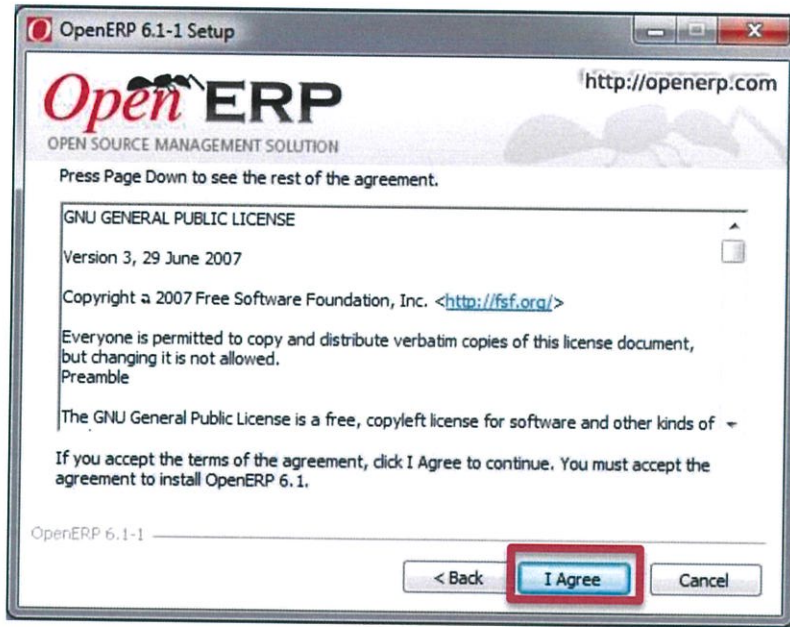 OpenERP 6.1-1 Setup
Open ERP
http://openerp.com
OPEN SOURCE MANAGEMENT SOLUTION
Press Page Down to see the rest of the agreement.
GNU GENERAL PUBLIC LICENSE
Version 3, 29 June 2007
Copyright a 2007 Free Software Foundation, Inc. <http://fsf.org/>
Everyone is permitted to copy and distribute verbatim copies of this license document,
but changing it is not allowed.
Preamble
The GNU General Public License is a free, copyleft license for software and other kinds of
If you accept the terms of the agreement, click I Agree to continue. You must accept the
agreement to install OpenERP 6.1.
OpenERP 6.1-1
< Back
I Agree
Cancel